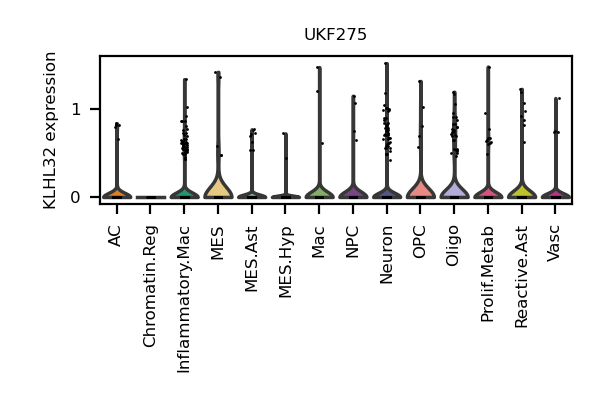 UKF275
KLHL32 expression
1
0
AC
Chromatin.Reg
Inflammatory.Mac
MES
MES.Ast
MES.Hyp
Mac
NPC
Neuron
OPC
Oligo
Prolif.Metab
Reactive.Ast
Vasc